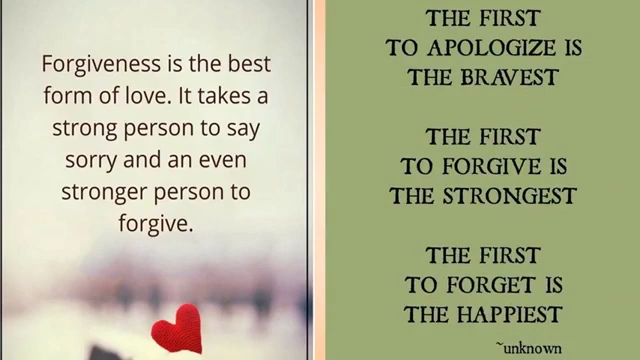 Forgiveness is the best
form of love. It takes a
strong person to say
sorry and an even
stronger person to
forgive.
THE FIRST
TO APOLOGIZE IS
THE BRAVEST
THE FIRST
TO FORGIVE IS
THE STRONGEST
THE FIRST
TO FORGET IS
THE HAPPIEST
~unknown